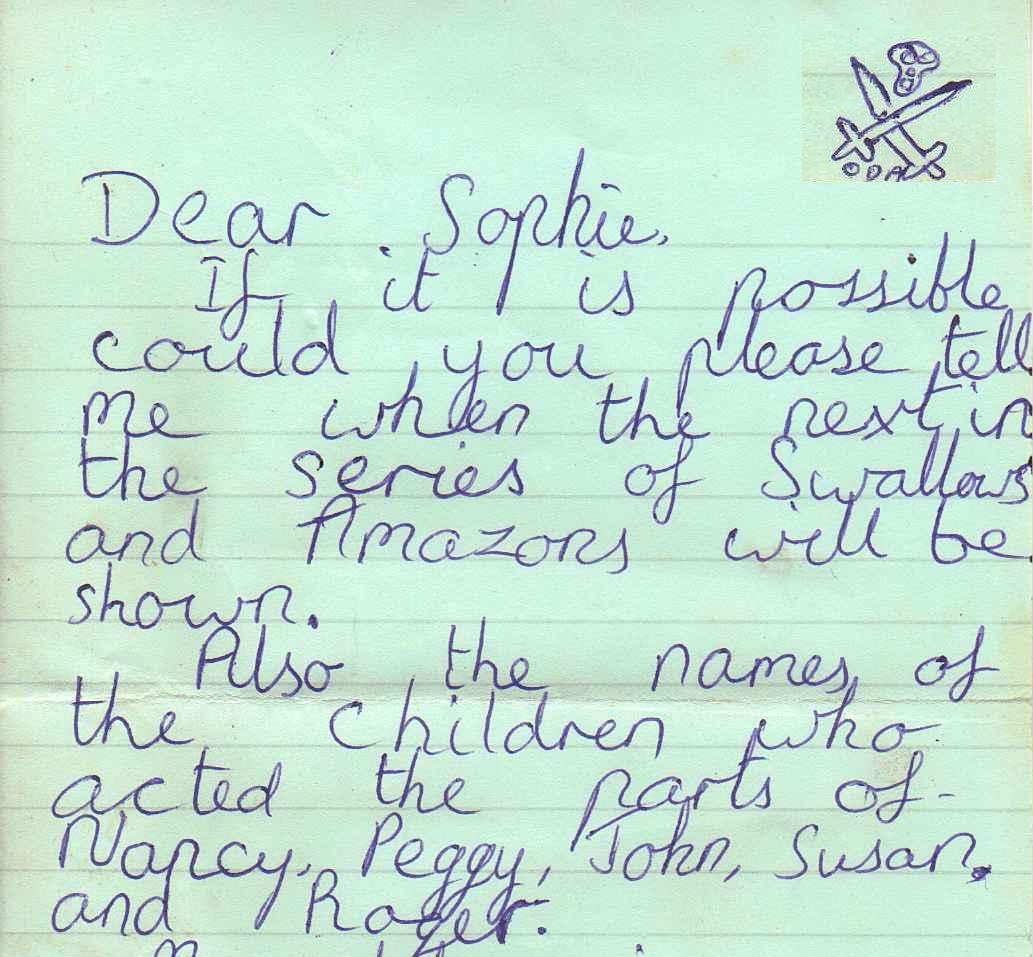 ODA
Dear Sophie,
If it is possible
could you please tell
me when the next in
the series of Swallows
and Amazons will be
shown.
Also the names of
the children who
acted the parts of-
Nancy, Peggy, John, Susan,
and Roger.